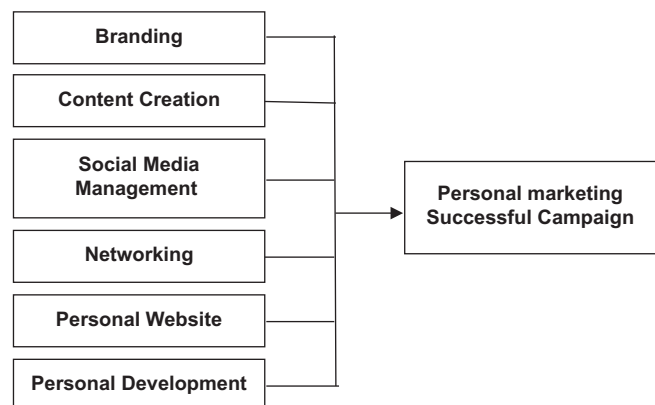 Branding
Content Creation
Social Media
Management
Networking
Personal Website
Personal Development
Personal marketing
Successful Campaign